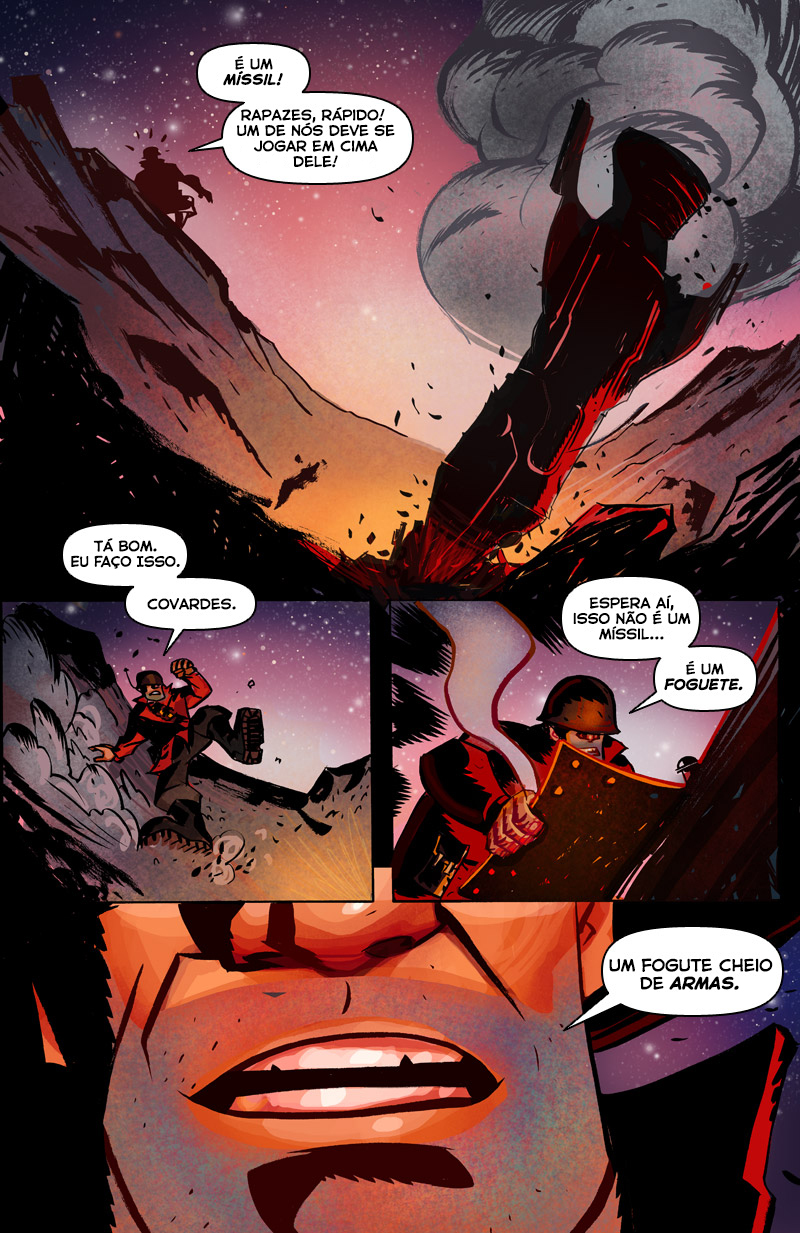 É UM
MÍSSIL!
RAPAZES, RÁPIDO!
UM DE NÓS DEVE SE
JOGAR EM CIMA
DELE!
TÁ BOM.
EU FAÇO ISSO.
COVARDES.
ESPERA AÍ,
ISSO NÃO É UM
MÍSSIL...
É UM
FOGUETE.
UM FOGUTE CHEIO
DE ARMAS.